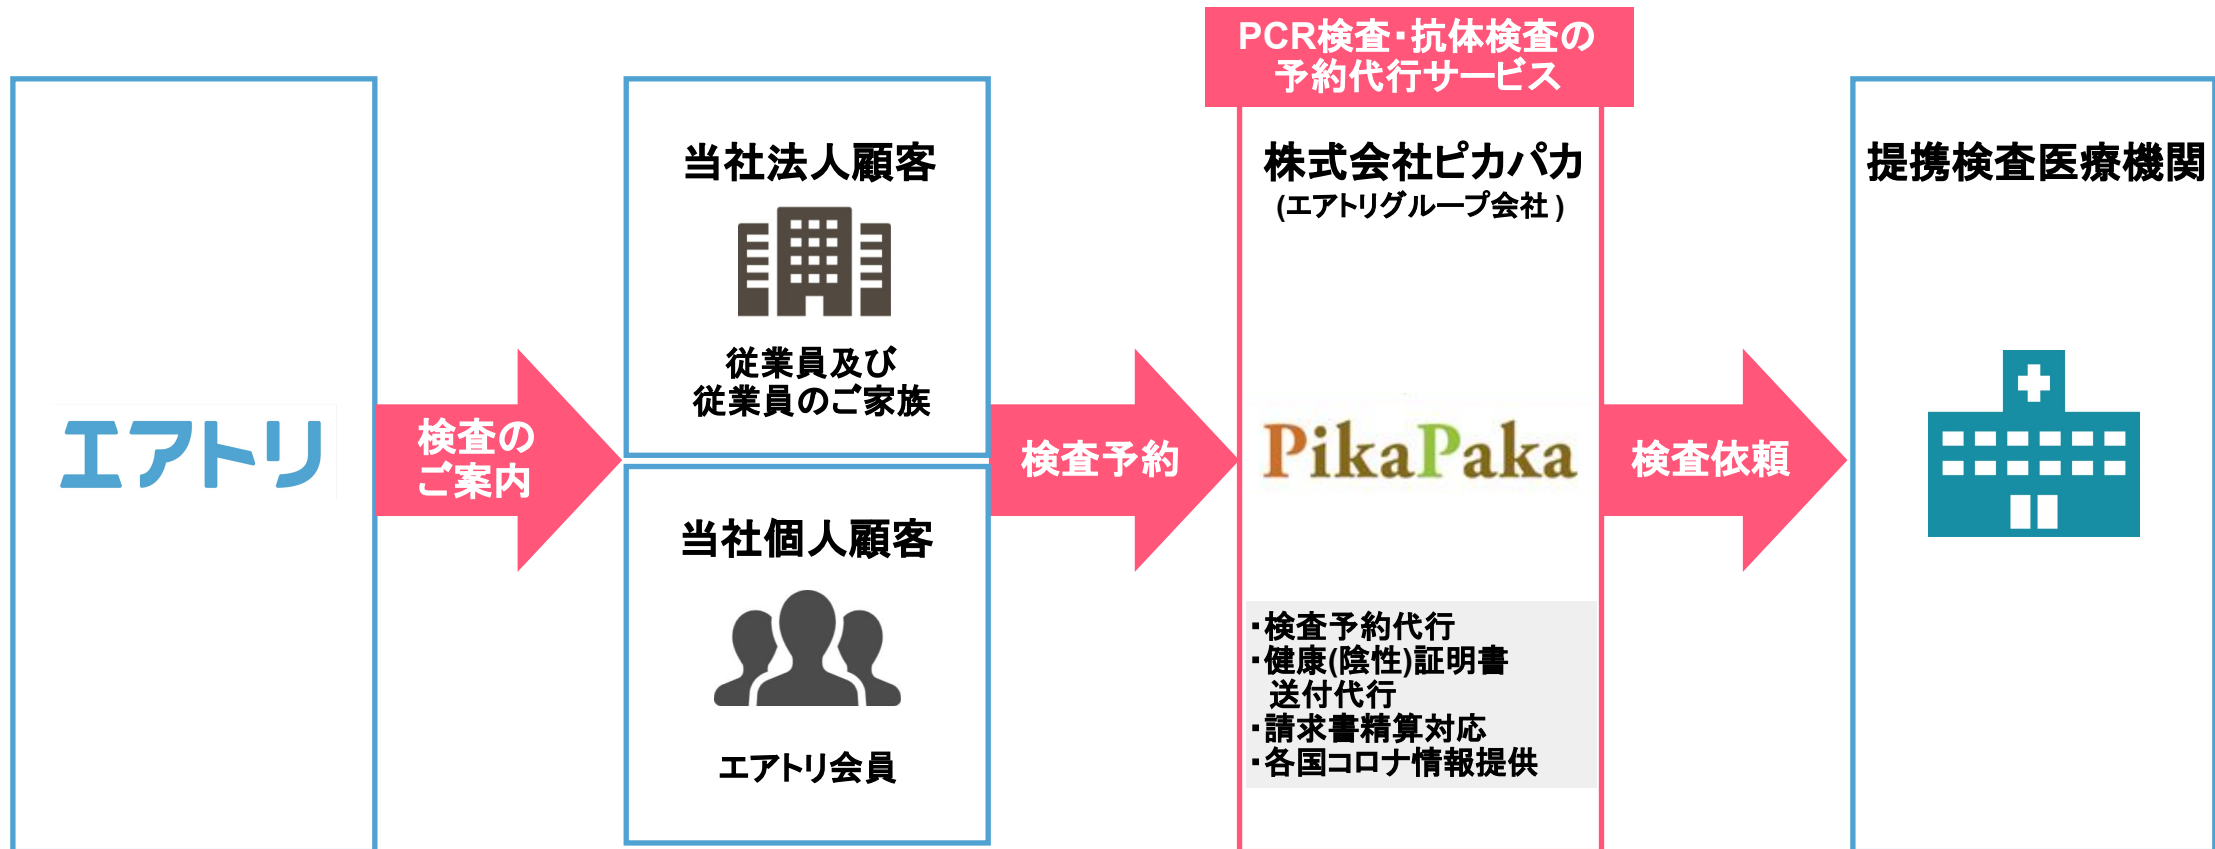 エアトリ
検査の
ご案内
当社法人顧客
従業員及び
従業員のご家族
当社個人顧客
エアトリ会員
検査予約
PCR検査・抗体検査の
予約代行サービス
株式会社ピカパカ
(エアトリグループ会社)
PikaPaka
・検査予約代行
・健康(陰性)証明書
送付代行
・請求書精算対応
・各国コロナ情報提供
検査依頼
提携検査医療機関